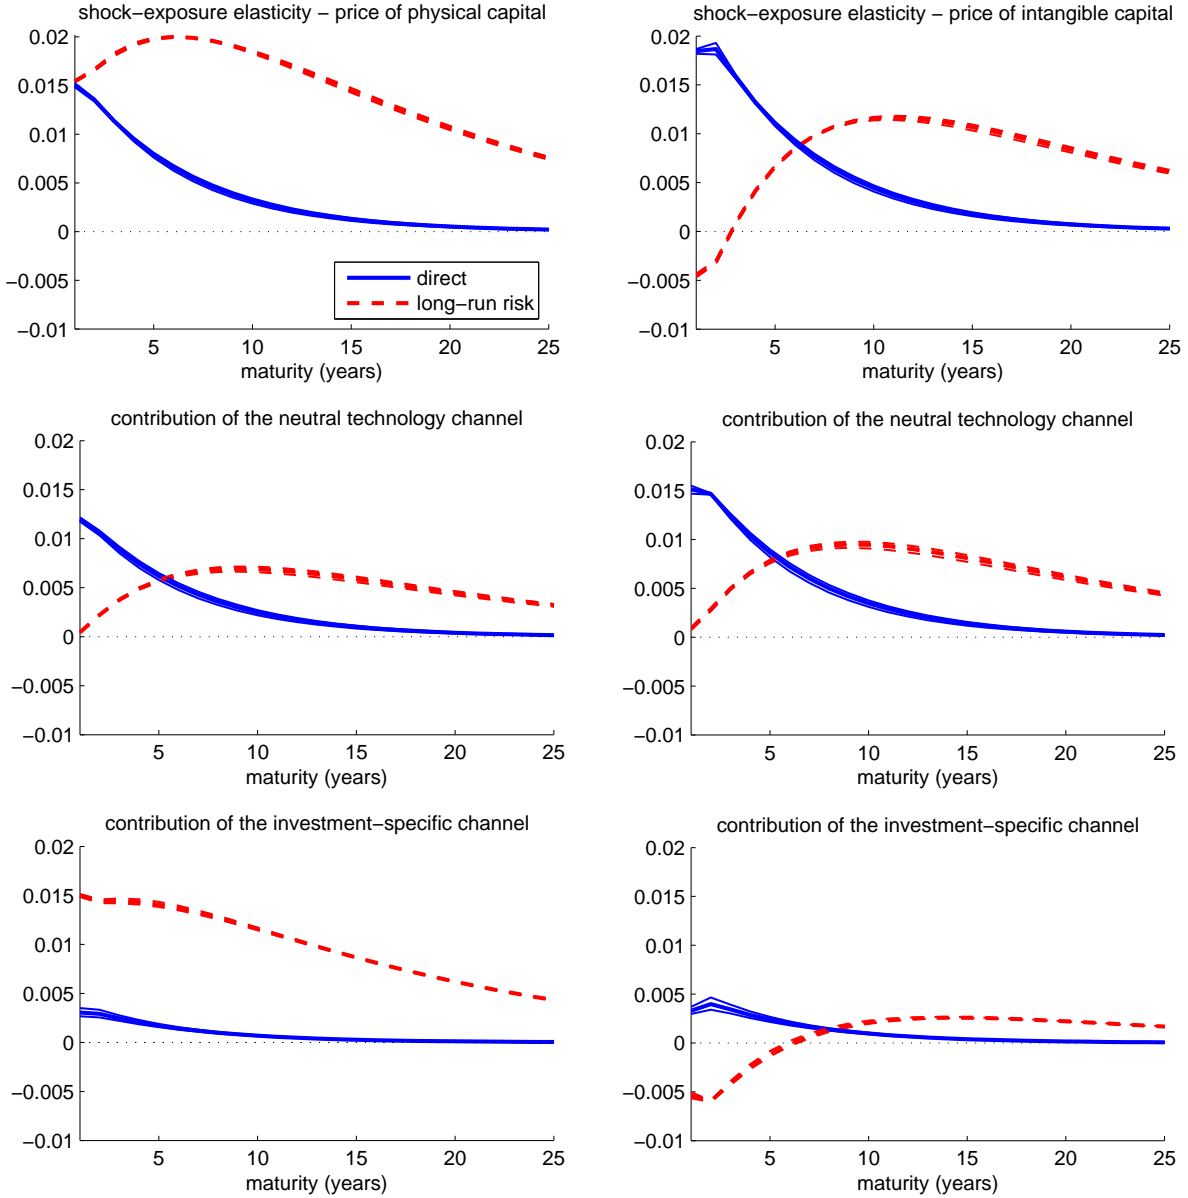 shock−exposure elasticity − price of physical capital
0.02
0.015
0.01
0.005
0
−0.005
−0.01
direct
long−run risk
5 10 15 20 25
maturity (years)
shock−exposure elasticity − price of intangible capital
0.02
0.015
0.01
0.005
0
−0.005
−0.01
5 10 15 20 25
maturity (years)
contribution of the neutral technology channel
0.02
0.015
0.01
0.005
0
−0.005
−0.01
5 10 15 20 25
maturity (years)
contribution of the neutral technology channel
0.02
0.015
0.01
0.005
0
−0.005
−0.01
5 10 15 20 25
maturity (years)
contribution of the investment−specific channel
0.02
0.015
0.01
0.005
0
−0.005
−0.01
5 10 15 20 25
maturity (years)
contribution of the investment−specific channel
0.02
0.015
0.01
0.005
0
−0.005
−0.01
5 10 15 20 25
maturity (years)